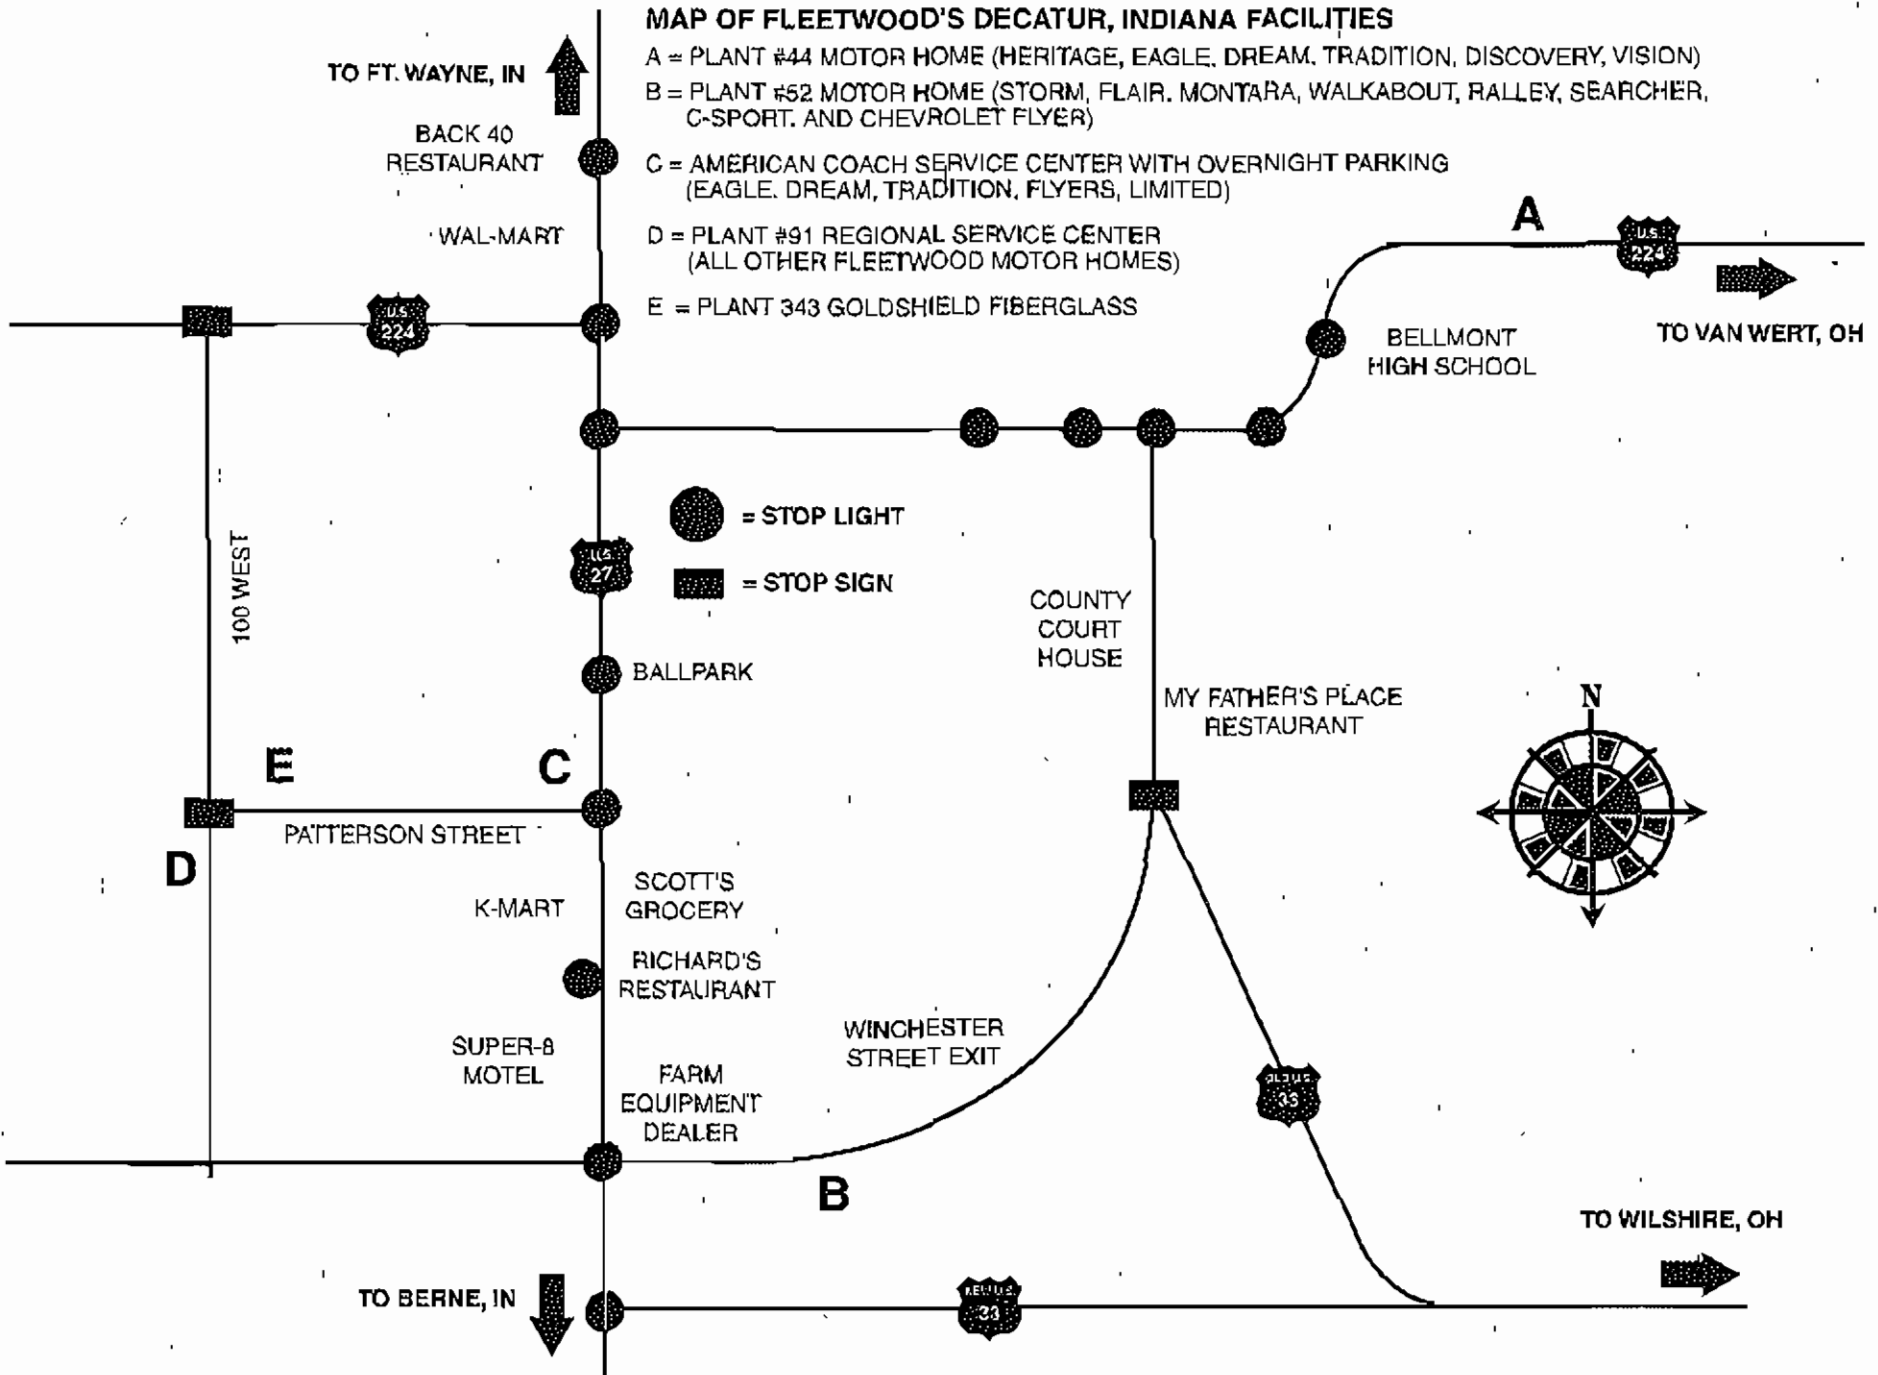 MAP OF FLEETWOOD'S DECATUR, INDIANA FACILITIES
A = PLANT #44 MOTOR HOME (HERITAGE, EAGLE, DREAM, TRADITION, DISCOVERY, VISION)
B = PLANT #52 MOTOR HOME (STORM, FLAIR, MONTARA, WALKABOUT, RALLEY, SEARCHER,
C-SPORT, AND CHEVROLET FLYER)
C = AMERICAN COACH SERVICE CENTER WITH OVERNIGHT PARKING
(EAGLE, DREAM, TRADITION, FLYERS, LIMITED)
D = PLANT #91 REGIONAL SERVICE CENTER
(ALL OTHER FLEETWOOD MOTOR HOMES)
E = PLANT 343 GOLDSHIELD FIBERGLASS
TO FT. WAYNE, IN
BACK 40
RESTAURANT
WAL-MART
A
U.S.
224
TO VAN WERT, OH
U.S.
224
BELLMONT
HIGH SCHOOL
= STOP LIGHT
= STOP SIGN
U.S.
27
100 WEST
BALLPARK
COUNTY
COURT
HOUSE
MY FATHER'S PLACE
RESTAURANT
N
E
C
PATTERSON STREET
D
K-MART
SCOTT'S
GROCERY
RICHARD'S
RESTAURANT
SUPER-8
MOTEL
FARM
EQUIPMENT
DEALER
WINCHESTER
STREET EXIT
33
B
TO WILSHIRE, OH
TO BERNE, IN
33